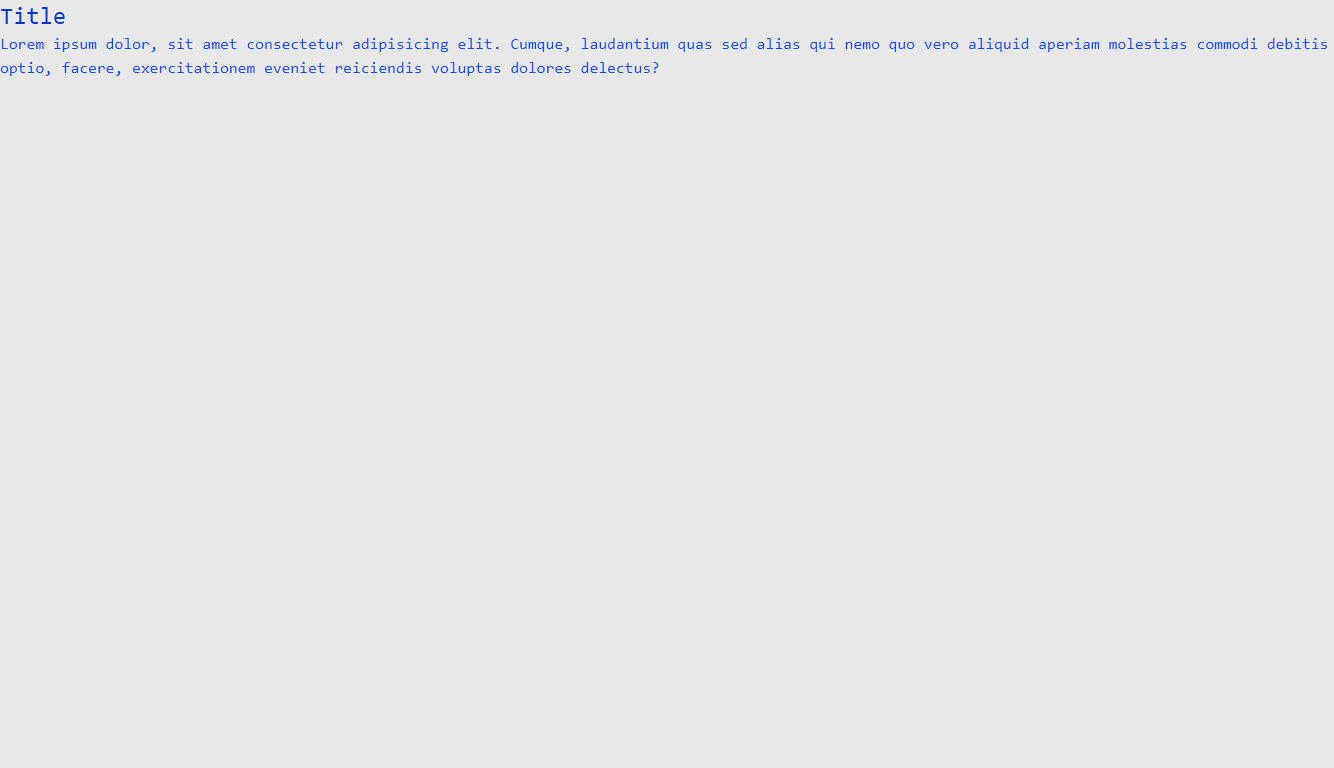 Title
Lorem ipsum dolor, sit amet consectetur adipisicing elit. Cumque, laudantium quas sed alias qui nemo quo vero aliquid aperiam molestias commodi debitis
optio, facere, exercitationem eveniet reiciendis voluptas dolores delectus?